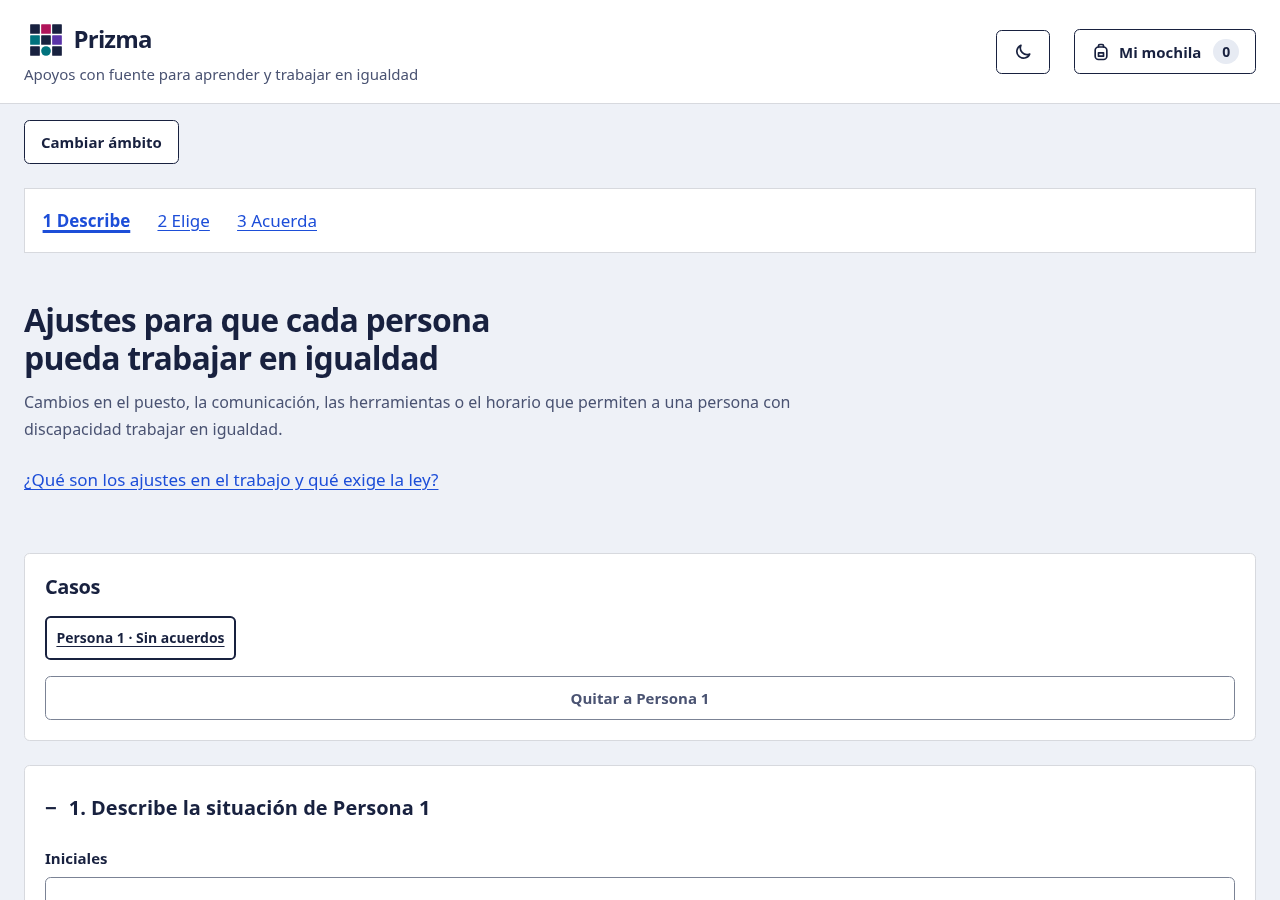 Prizma
Apoyos con fuente para aprender y trabajar en igualdad
Mi mochila 0
Cambiar ámbito
1 Describe 2 Elige 3 Acuerda
Ajustes para que cada persona
pueda trabajar en igualdad
Cambios en el puesto, la comunicación, las herramientas o el horario que permiten a una persona con
discapacidad trabajar en igualdad.
¿Qué son los ajustes en el trabajo y qué exige la ley?
Casos
Persona 1 · Sin acuerdos
Quitar a Persona 1
− 1. Describe la situación de Persona 1
Iniciales